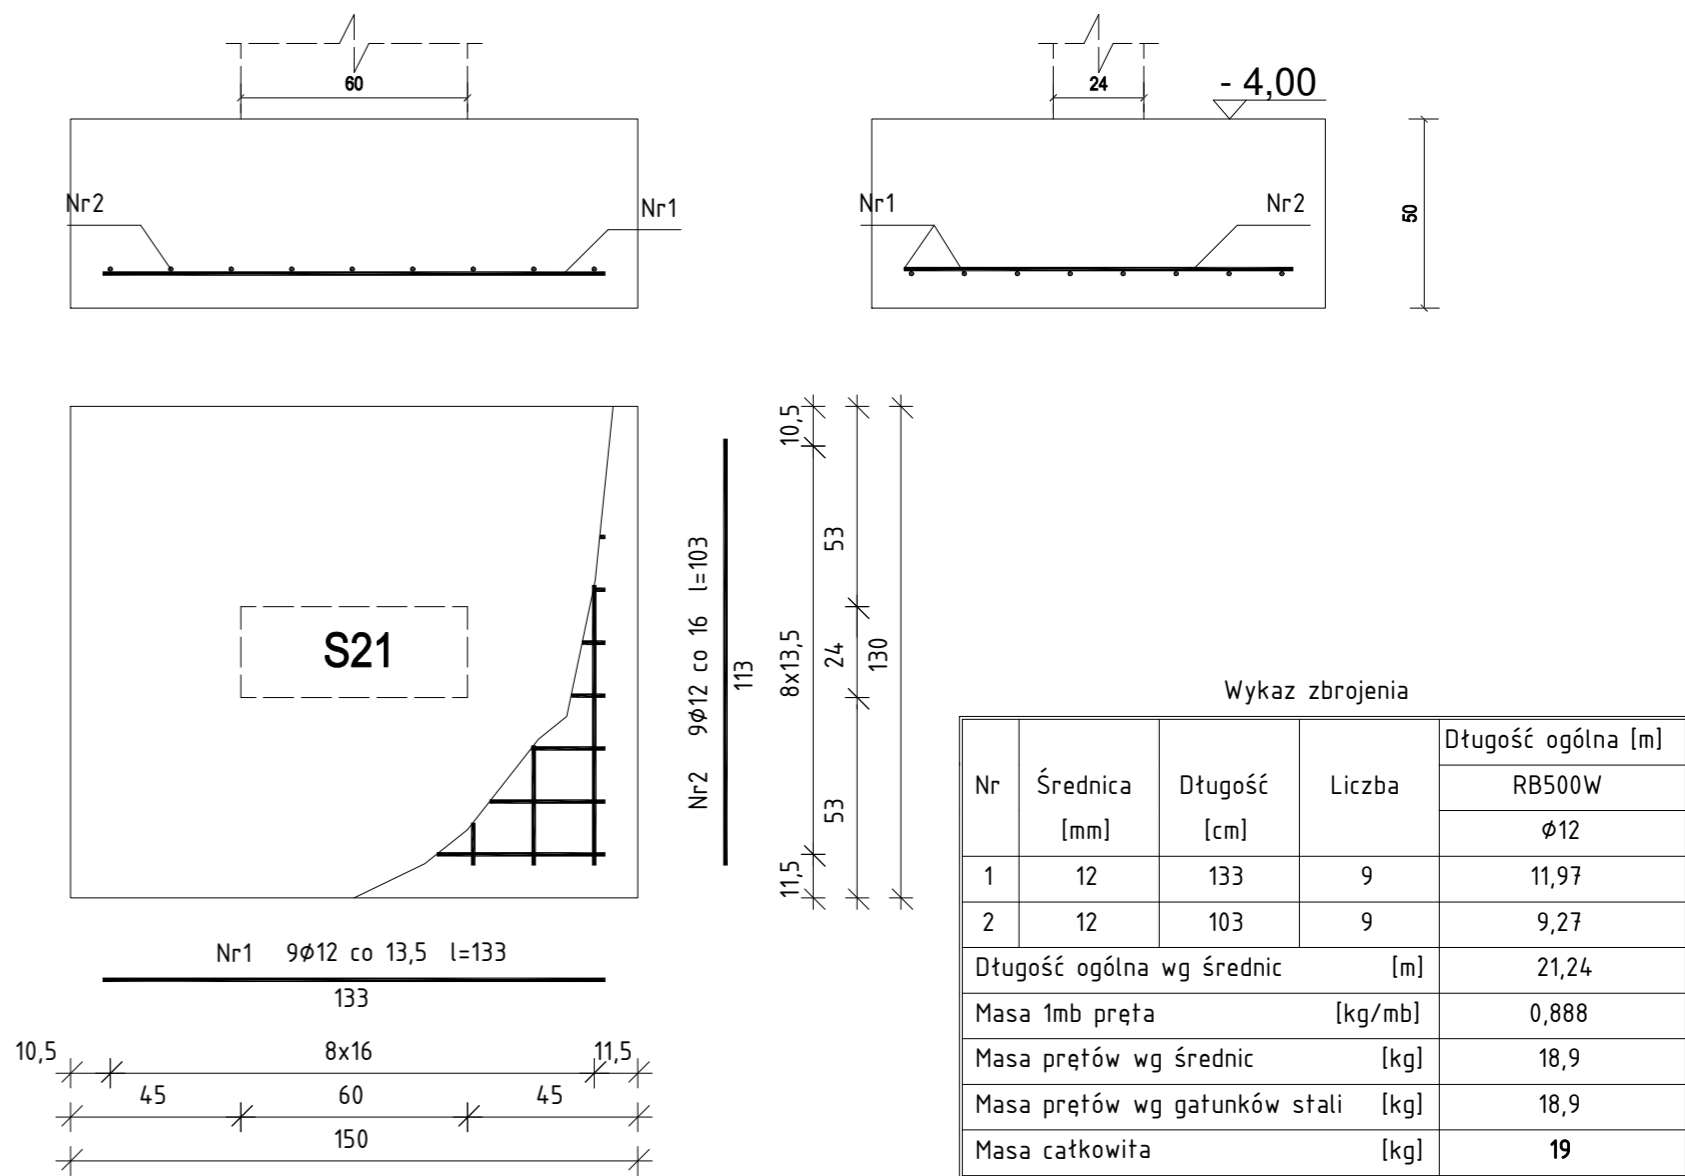 60
24
- 4,00
Nr2
Nr1
Nr1
Nr2
50
S21
Nr2 9ϕ12 co 16 l=103
113
10,5
8x13,5
11,5
53
24
53
130
Nr1 9ϕ12 co 13,5 l=133
133
10,5 8x16 11,5
45 60 45
150
Wykaz zbrojenia
Nr Średnica [mm] Długość [cm] Liczba Długość ogólna [m]
RB500W
ϕ12
1 12 133 9 11,97
2 12 103 9 9,27
Długość ogólna wg średnic [m] 21,24
Masa 1mb pręta [kg/mb] 0,888
Masa prętów wg średnic [kg] 18,9
Masa prętów wg gatunków stali [kg] 18,9
Masa całkowita [kg] 19